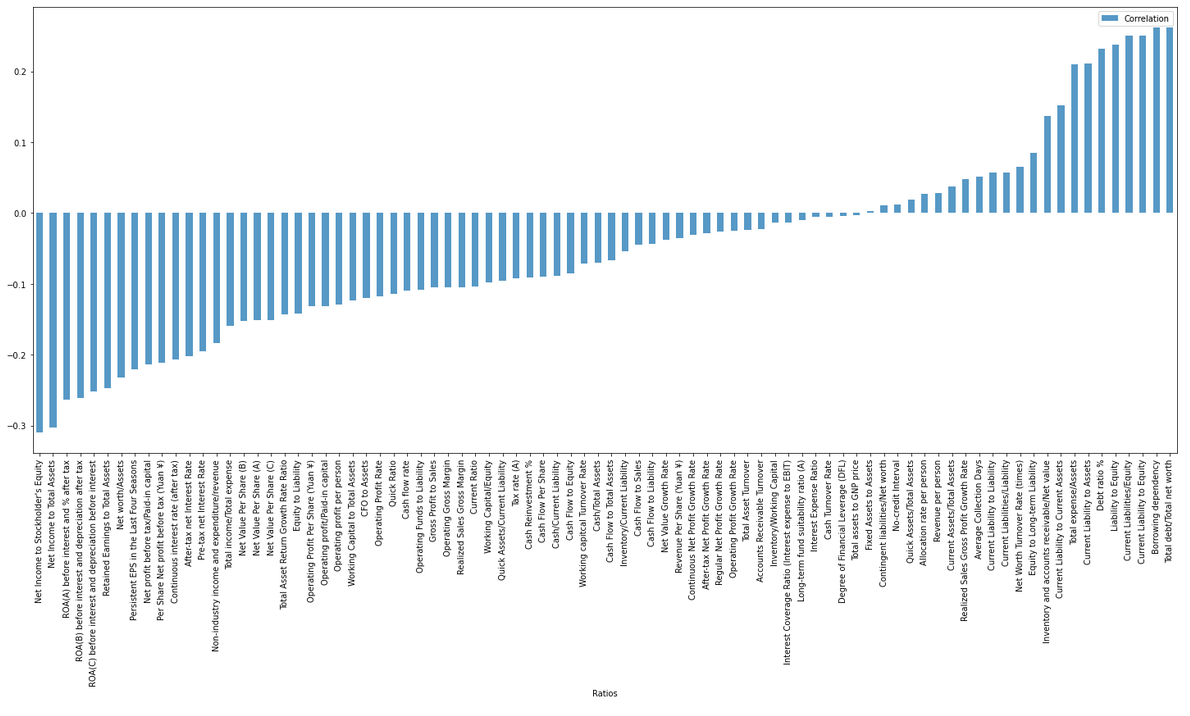 Correlation
0.2
0.1
0.0
−0.1
−0.2
−0.3
Net Income to Stockholder's Equity
Net Income to Total Assets
ROA(A) before interest and % after tax
ROA(B) before interest and depreciation after tax
ROA(C) before interest and depreciation before interest
Retained Earnings to Total Assets
Net worth/Assets
Persistent EPS in the Last Four Seasons
Net profit before tax/Paid-in capital
Per Share Net profit before tax (Yuan ¥)
Continuous interest rate (after tax)
After-tax net Interest Rate
Pre-tax net Interest Rate
Non-industry income and expenditure/revenue
Total income/Total expense
Net Value Per Share (B)
Net Value Per Share (A)
Net Value Per Share (C)
Total Asset Return Growth Rate Ratio
Equity to Liability
Operating Profit Per Share (Yuan ¥)
Operating profit/Paid-in capital
Operating profit per person
Working Capital to Total Assets
CFO to Assets
Operating Profit Rate
Quick Ratio
Cash flow rate
Operating Funds to Liability
Gross Profit to Sales
Operating Gross Margin
Realized Sales Gross Margin
Current Ratio
Working Capital/Equity
Quick Assets/Current Liability
Tax rate (A)
Cash Reinvestment %
Cash Flow Per Share
Cash/Current Liability
Cash Flow to Equity
Working capitcal Turnover Rate
Cash/Total Assets
Cash Flow to Total Assets
Inventory/Current Liability
Cash Flow to Sales
Cash Flow to Liability
Net Value Growth Rate
Revenue Per Share (Yuan ¥)
Continuous Net Profit Growth Rate
After-tax Net Profit Growth Rate
Regular Net Profit Growth Rate
Operating Profit Growth Rate
Total Asset Turnover
Accounts Receivable Turnover
Inventory/Working Capital
Interest Coverage Ratio (Interest expense to EBIT)
Long-term fund suitability ratio (A)
Interest Expense Ratio
Cash Turnover Rate
Degree of Financial Leverage (DFL)
Total assets to GNP price
Fixed Assets to Assets
Contingent liabilities/Net worth
No-credit Interval
Quick Assets/Total Assets
Allocation rate per person
Revenue per person
Current Assets/Total Assets
Realized Sales Gross Profit Growth Rate
Average Collection Days
Current Liability to Liability
Current Liabilities/Liability
Net Worth Turnover Rate (times)
Equity to Long-term Liability
Inventory and accounts receivable/Net value
Current Liability to Current Assets
Total expense/Assets
Current Liability to Assets
Debt ratio %
Liability to Equity
Current Liabilities/Equity
Current Liability to Equity
Borrowing dependency
Total debt/Total net worth
Ratios